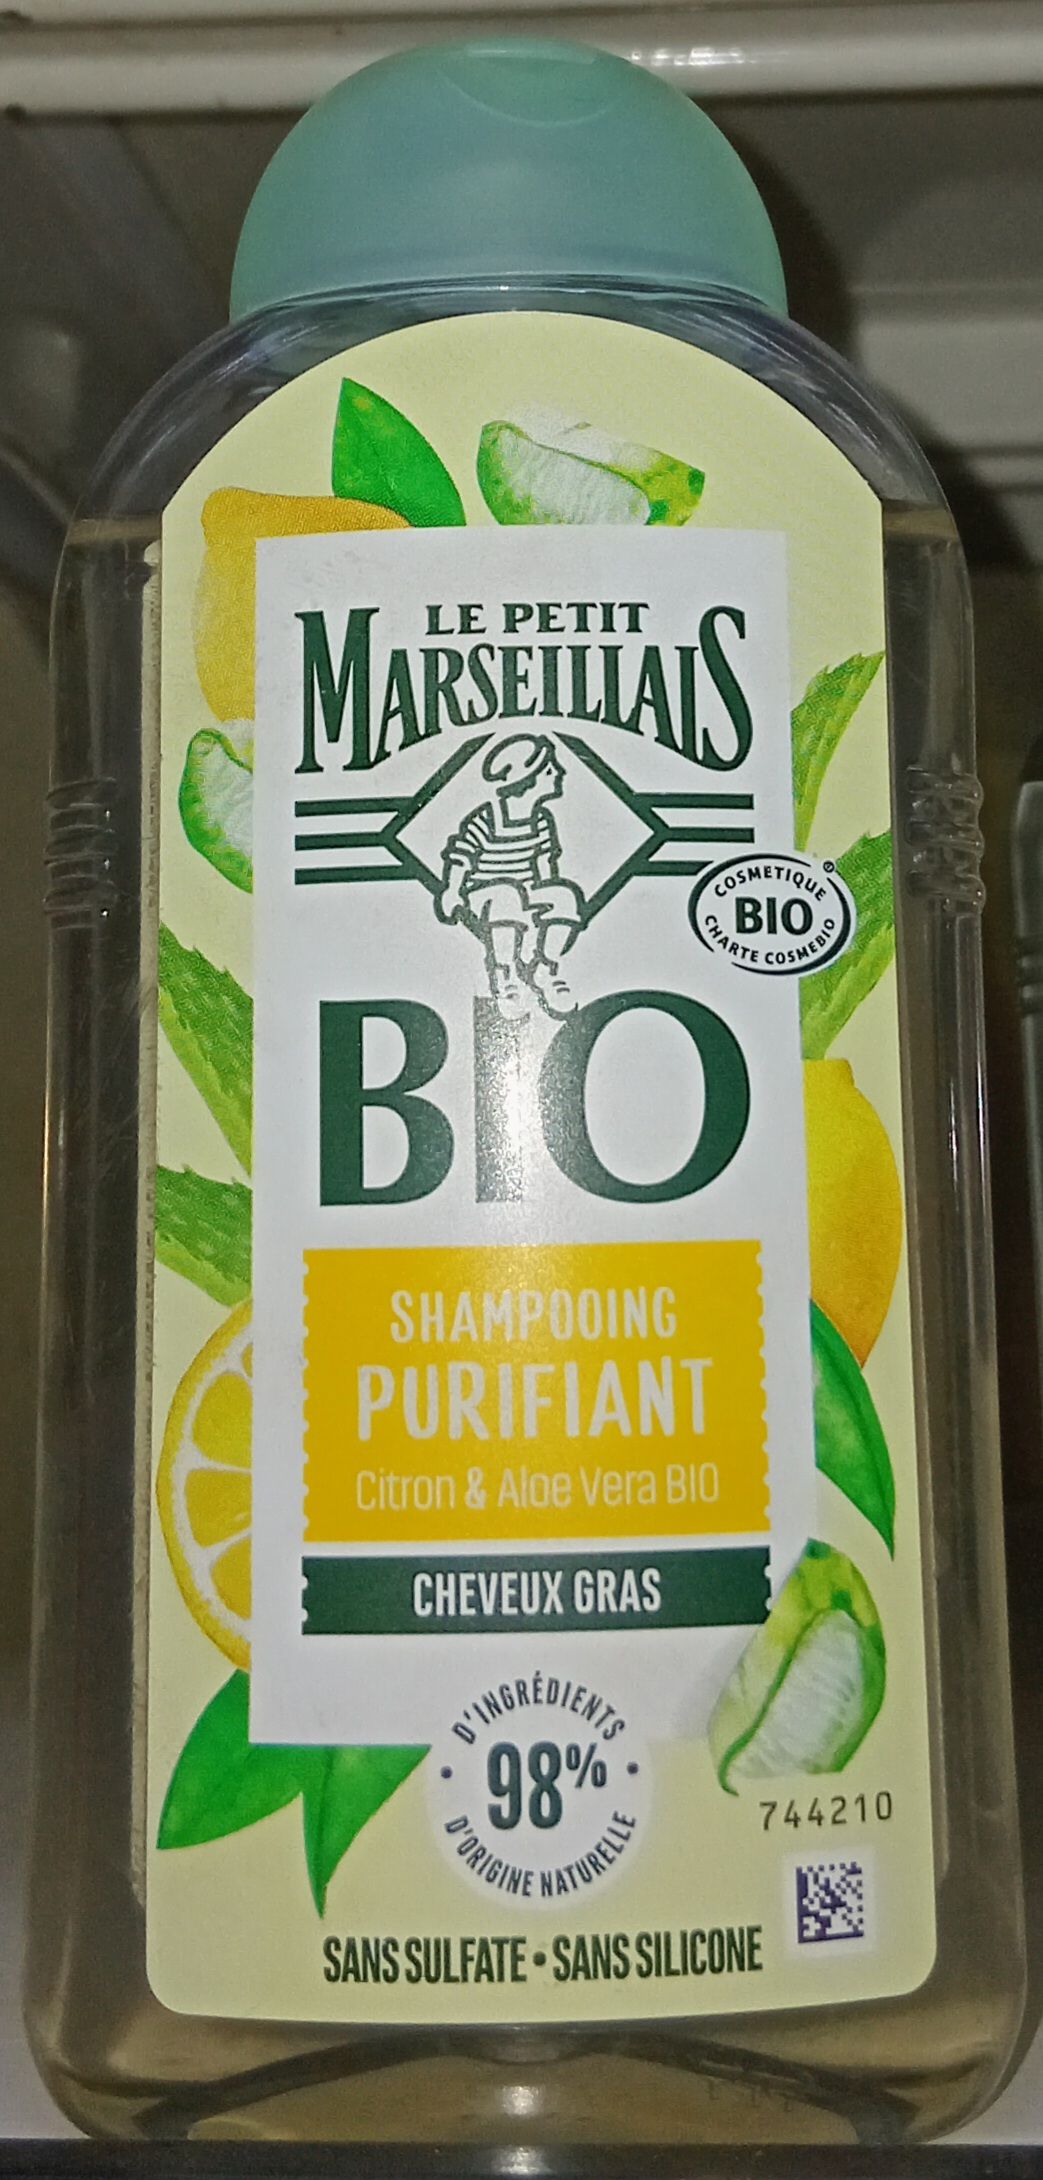 LE PETIT
MARSEILLAIS
COSMETIQUE
BIO
CHARTE COSMEBIO
®
BIO
SHAMPOOING
PURIFIANT
Citron & Aloe Vera BIO
CHEVEUX GRAS
D'INGRÉDIENTS
98%
D'ORIGINE NATURELLE
744210
SANS SULFATE • SANS SILICONE